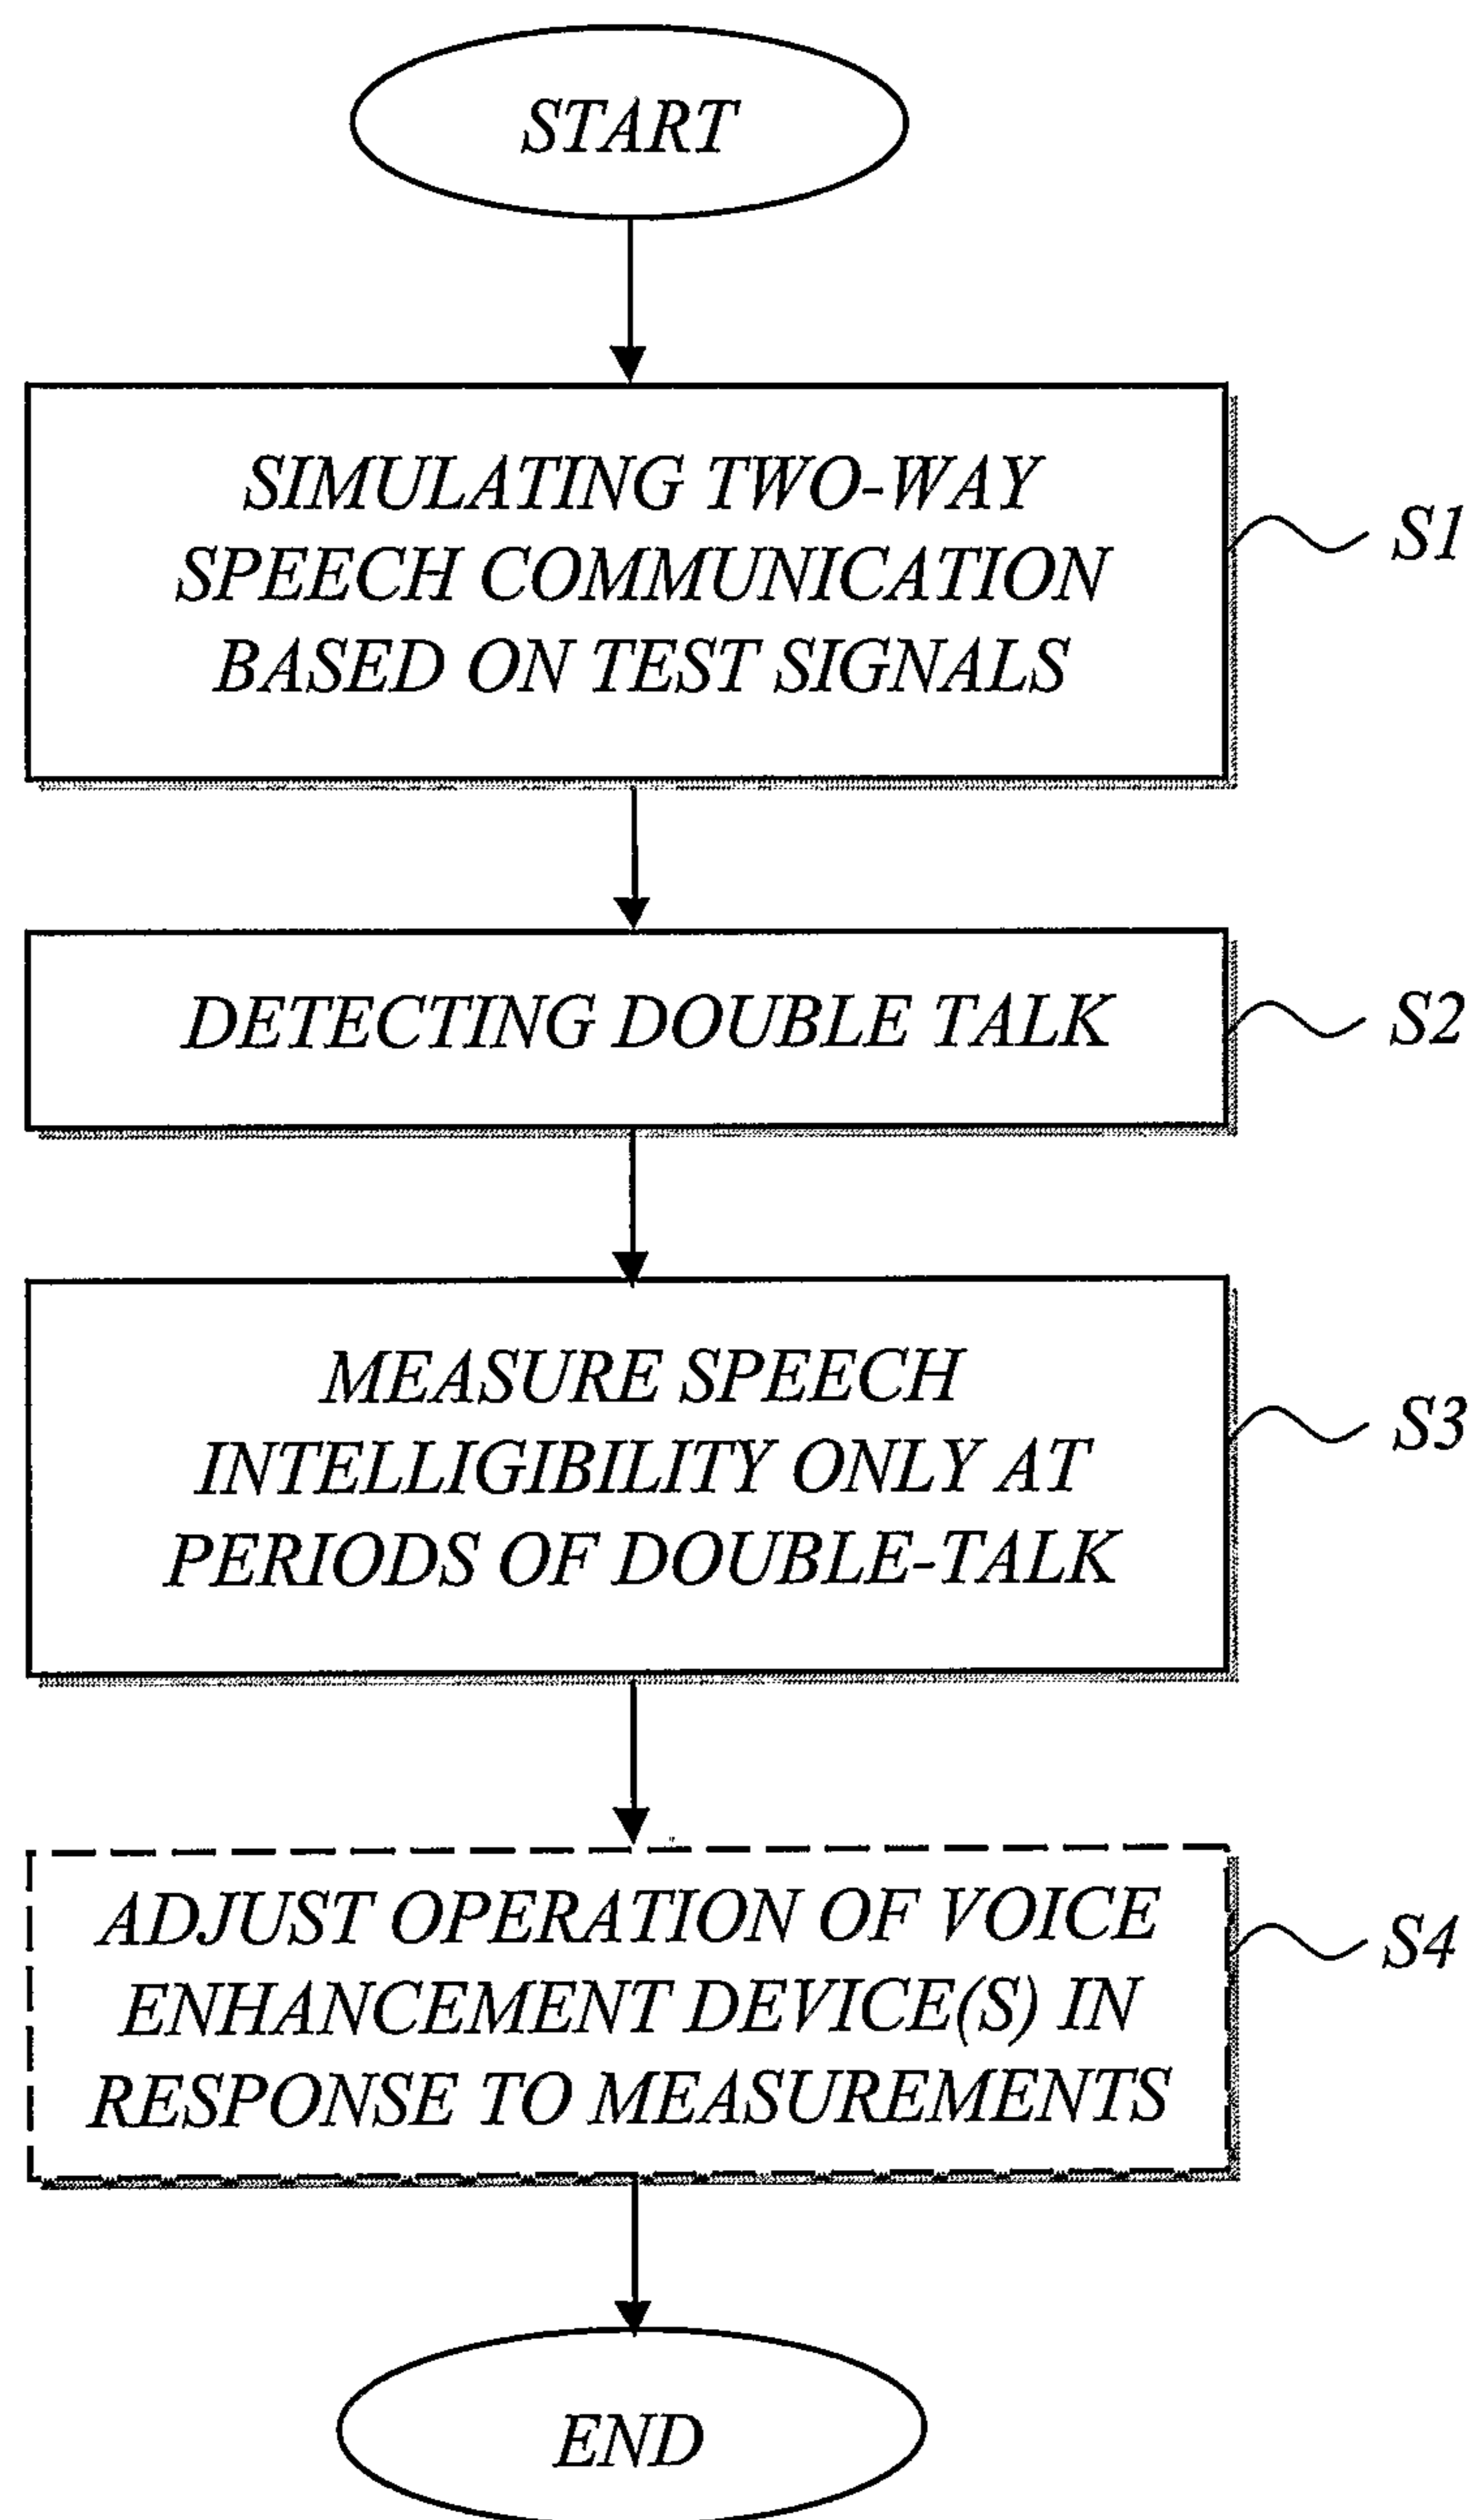 START
SIMULATING TWO-WAY
SPEECH COMMUNICATION
BASED ON TEST SIGNALS
S1
DETECTING DOUBLE TALK
S2
MEASURE SPEECH
INTELLIGIBILITY ONLY AT
PERIODS OF DOUBLE-TALK
S3
ADJUST OPERATION OF VOICE
ENHANCEMENT DEVICE(S) IN
RESPONSE TO MEASUREMENTS
S4
END